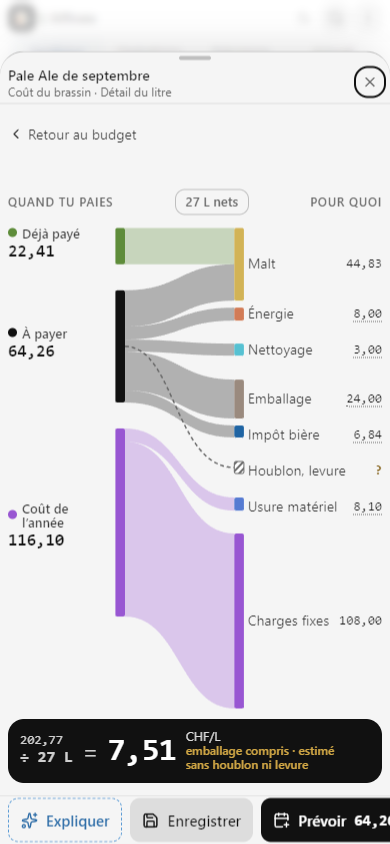 Pale Ale de septembre
Coût du brassin · Détail du litre
Retour au budget
QUAND TU PAIES
27 L nets
POUR QUOI
Déjà payé
22,41
À payer
64,26
Coût de
l'année
116,10
Malt 44,83
Énergie 8,00
Nettoyage 3,00
Emballage 24,00
Impôt bière 6,84
Houblon, levure ?
Usure matériel 8,10
Charges fixes 108,00
202,77
÷ 27 L = 7,51
CHF/L
emballage compris · estimé
sans houblon ni levure
Expliquer
Enregistrer
Prévoir